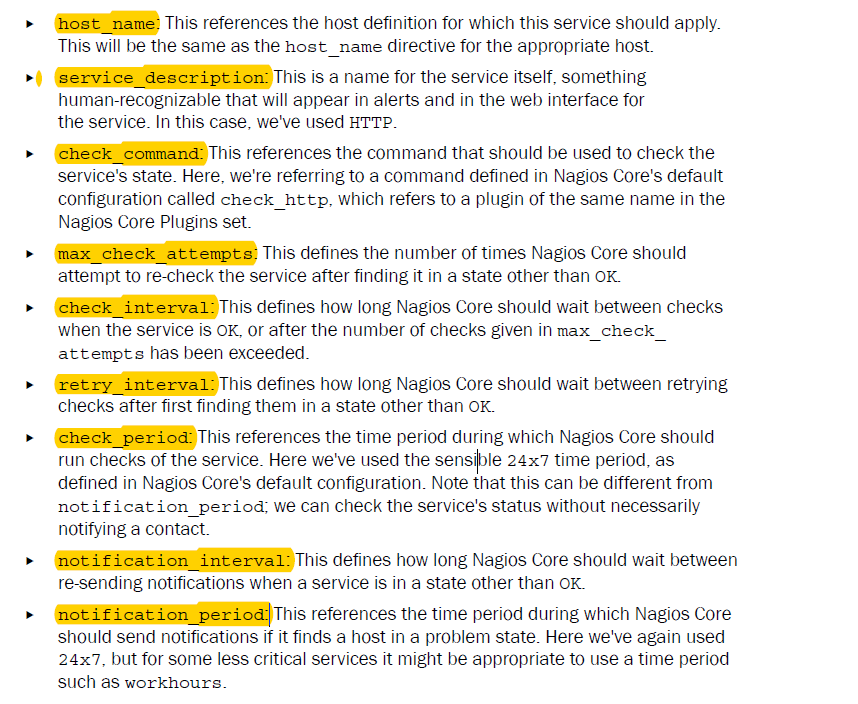 ► host_name: This references the host definition for which this service should apply.
This will be the same as the host_name directive for the appropriate host.
► service_description: This is a name for the service itself, something
human-recognizable that will appear in alerts and in the web interface for
the service. In this case, we've used HTTP.
► check_command: This references the command that should be used to check the
service's state. Here, we're referring to a command defined in Nagios Core's default
configuration called check_http, which refers to a plugin of the same name in the
Nagios Core Plugins set.
► max_check_attempts: This defines the number of times Nagios Core should
attempt to re-check the service after finding it in a state other than OK.
► check_interval: This defines how long Nagios Core should wait between checks
when the service is OK, or after the number of checks given in max_check_
attempts has been exceeded.
► retry_interval: This defines how long Nagios Core should wait between retrying
checks after first finding them in a state other than OK.
► check_period: This references the time period during which Nagios Core should
run checks of the service. Here we've used the sensible 24x7 time period, as
defined in Nagios Core's default configuration. Note that this can be different from
notification_period; we can check the service's status without necessarily
notifying a contact.
► notification_interval: This defines how long Nagios Core should wait between
re-sending notifications when a service is in a state other than OK.
► notification_period: This references the time period during which Nagios Core
should send notifications if it finds a host in a problem state. Here we've again used
24x7, but for some less critical services it might be appropriate to use a time period
such as workhours.